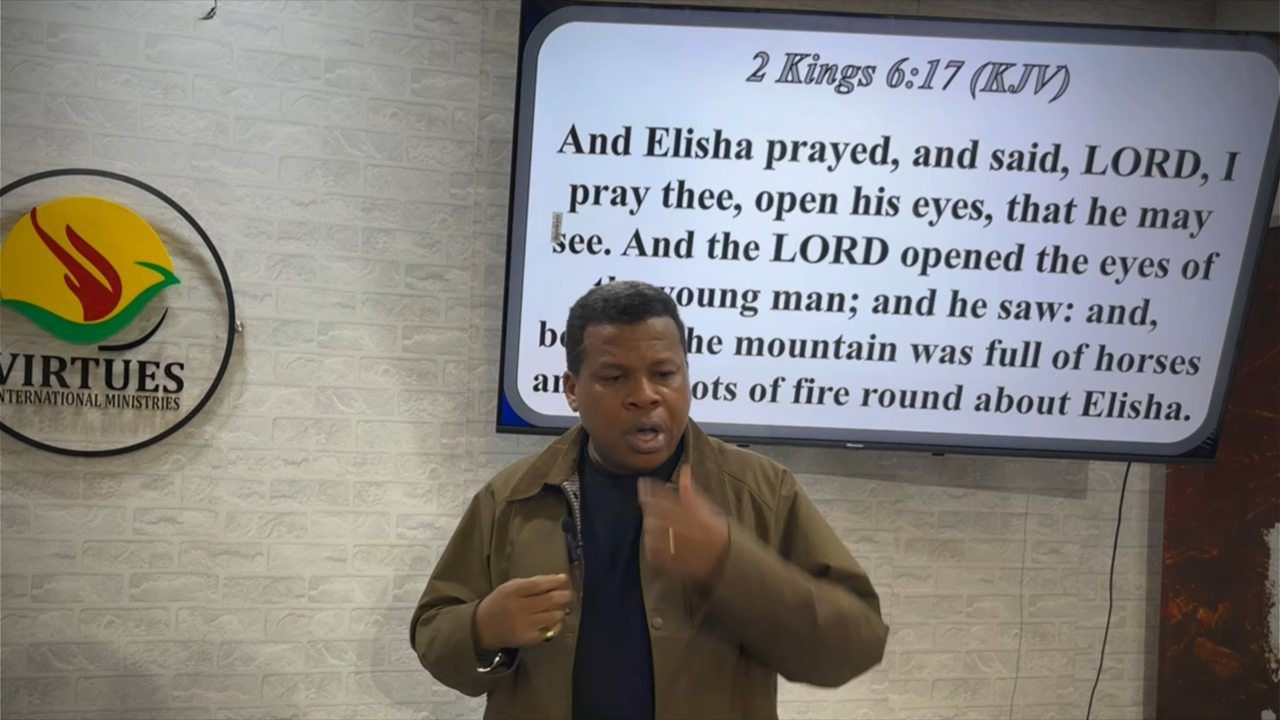 2 Kings 6:17 (KJV)
And Elisha prayed, and said, LORD, I
pray thee, open his eyes, that he may
see. And the LORD opened the eyes of
young man; and he saw: and,
mountain was full of horses
of fire round about Elisha.
VIRTUES
INTERNATIONAL MINISTRIES